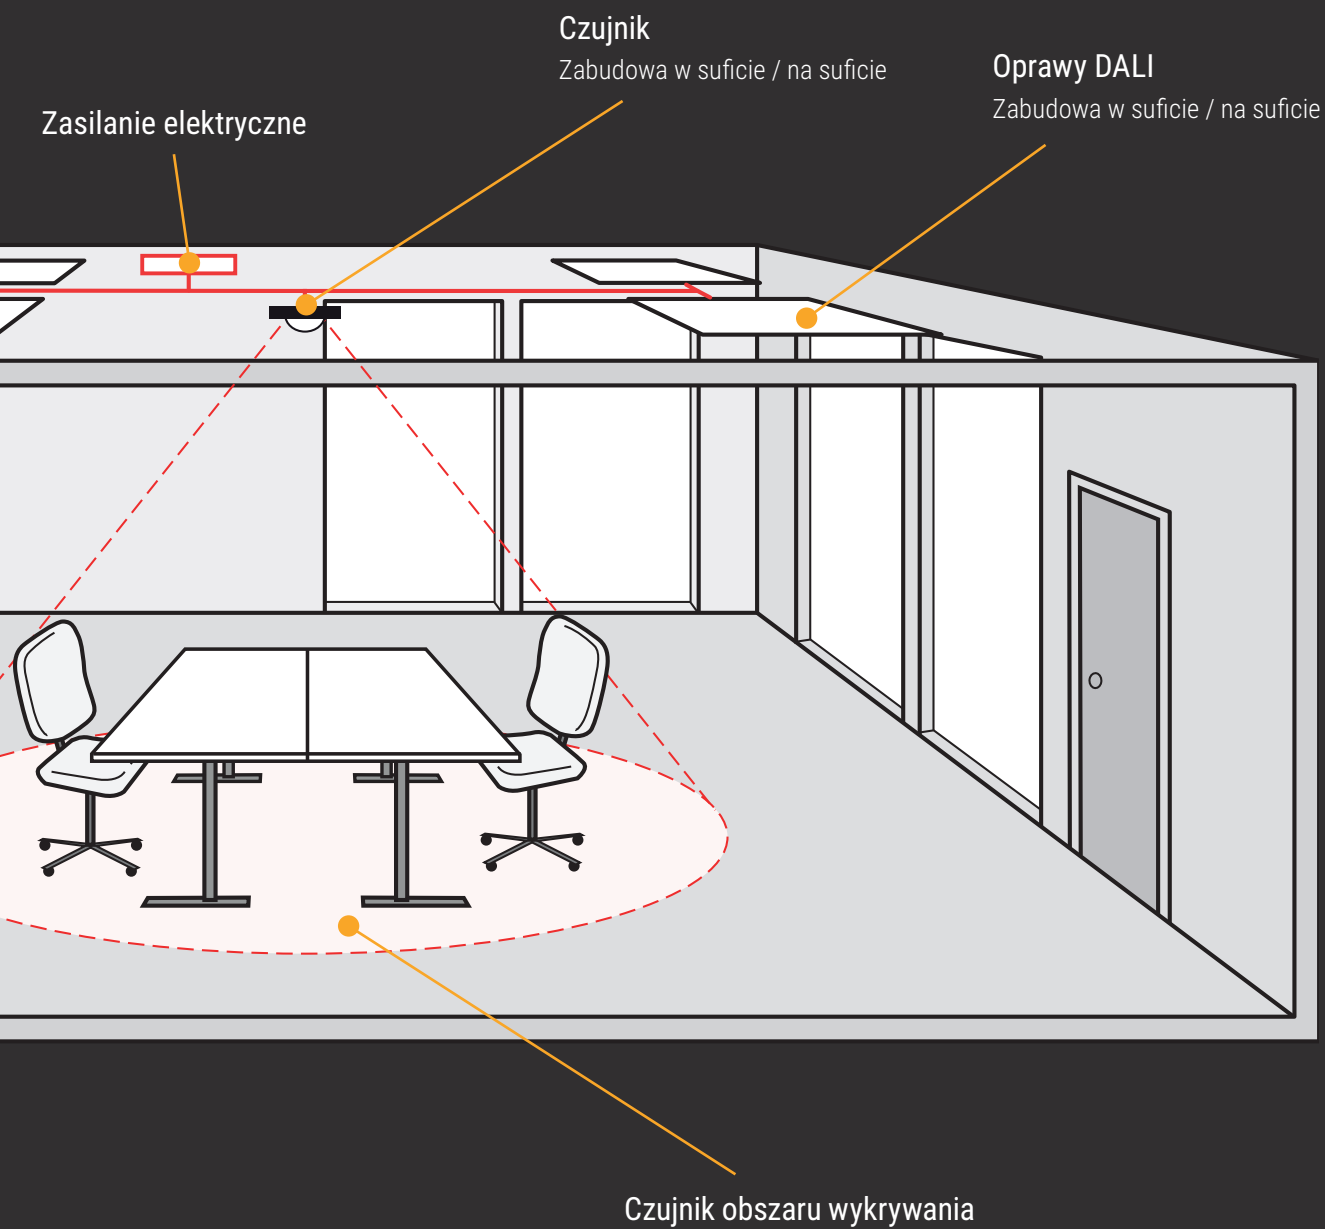 Czujnik
Zabudowa w suficie / na suficie
Oprawy DALI
Zabudowa w suficie / na suficie
Zasilanie elektryczne
Czujnik obszaru wykrywania